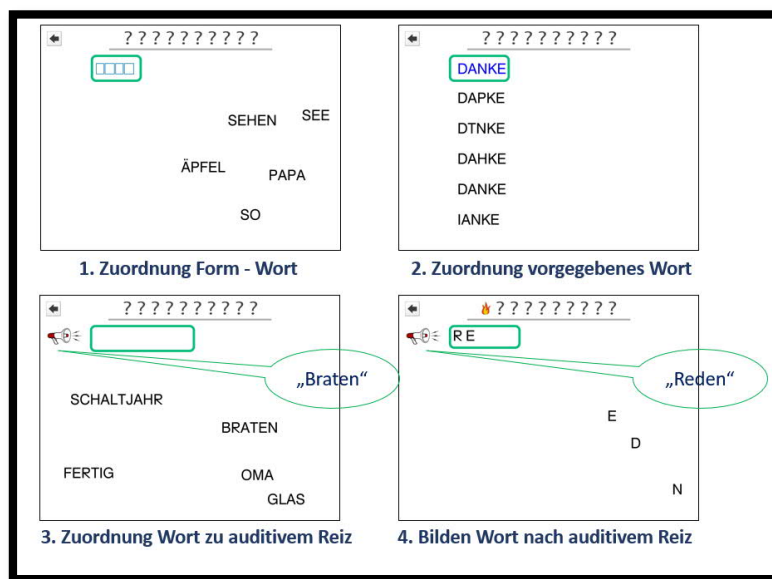 ??????????
□□□□
SEHEN
SEE
ÄPFEL
PAPA
SO
1. Zuordnung Form - Wort
??????????
DANKE
DAPKE
DTNKE
DAHKE
DANKE
IANKE
2. Zuordnung vorgegebenes Wort
??????????
„Braten“
SCHALTJAHR
BRATEN
FERTIG
OMA
GLAS
3. Zuordnung Wort zu auditivem Reiz
?????????
R E
„Reden“
E
D
N
4. Bilden Wort nach auditivem Reiz